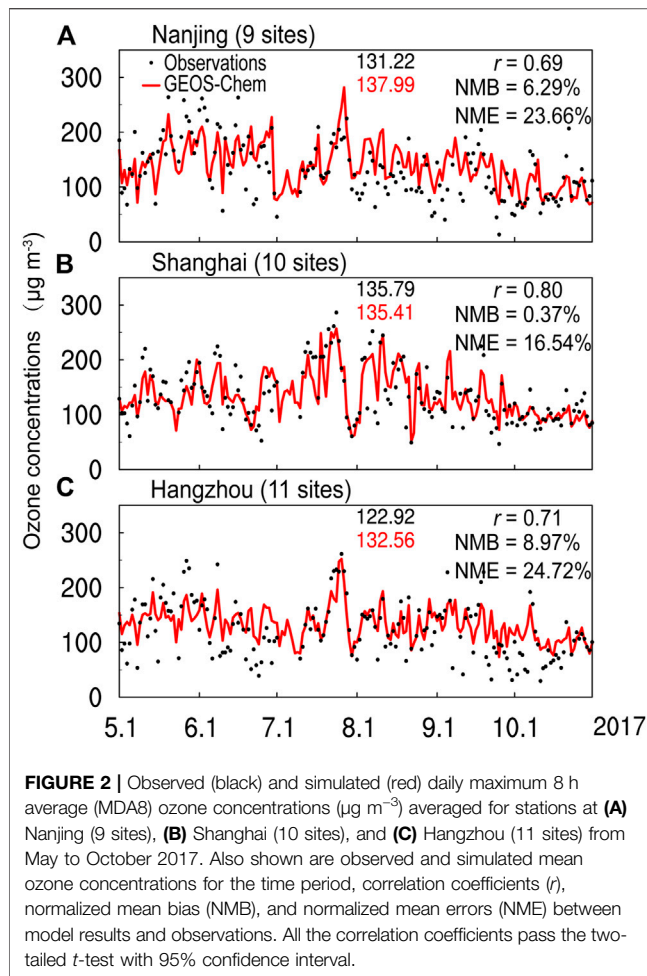 A Nanjing (9 sites)
Observations 131.22 r = 0.69
GEOS-Chem 137.99 NMB = 6.29%
NME = 23.66%
300
200
100
0
B Shanghai (10 sites)
135.79 r = 0.80
135.41 NMB = 0.37%
NME = 16.54%
300
200
100
0
C Hangzhou (11 sites)
122.92 r = 0.71
132.56 NMB = 8.97%
NME = 24.72%
300
200
100
0
Ozone concentrations (μg m⁻³)
5.1 6.1 7.1 8.1 9.1 10.1 2017
FIGURE 2 | Observed (black) and simulated (red) daily maximum 8 h
average (MDA8) ozone concentrations (μg m⁻³) averaged for stations at (A)
Nanjing (9 sites), (B) Shanghai (10 sites), and (C) Hangzhou (11 sites) from
May to October 2017. Also shown are observed and simulated mean
ozone concentrations for the time period, correlation coefficients (r),
normalized mean bias (NMB), and normalized mean errors (NME) between
model results and observations. All the correlation coefficients pass the two-
tailed t-test with 95% confidence interval.